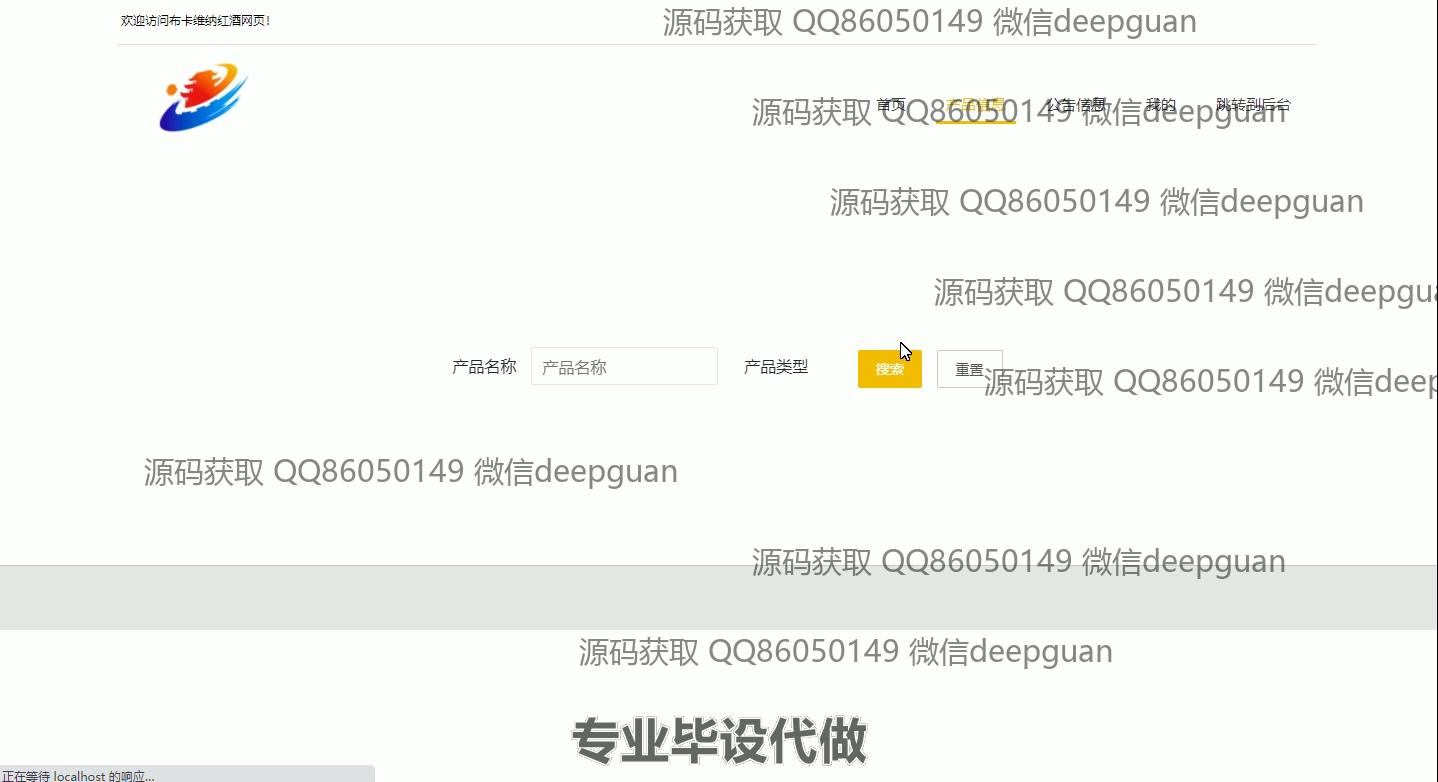 欢迎访问布卡维纳红酒网页！
源码获取 QQ86050149 微信deepguan
首页 产品信息 公告信息 我的 跳转到后台
源码获取 QQ86050149 微信deepguan
源码获取 QQ86050149 微信deepguan
源码获取 QQ86050149 微信deepgua
产品名称 产品名称 产品类型 搜索 重置
源码获取 QQ86050149 微信deep
源码获取 QQ86050149 微信deepguan
源码获取 QQ86050149 微信deepguan
源码获取 QQ86050149 微信deepguan
专业毕设代做
正在等待 localhost 的响应...